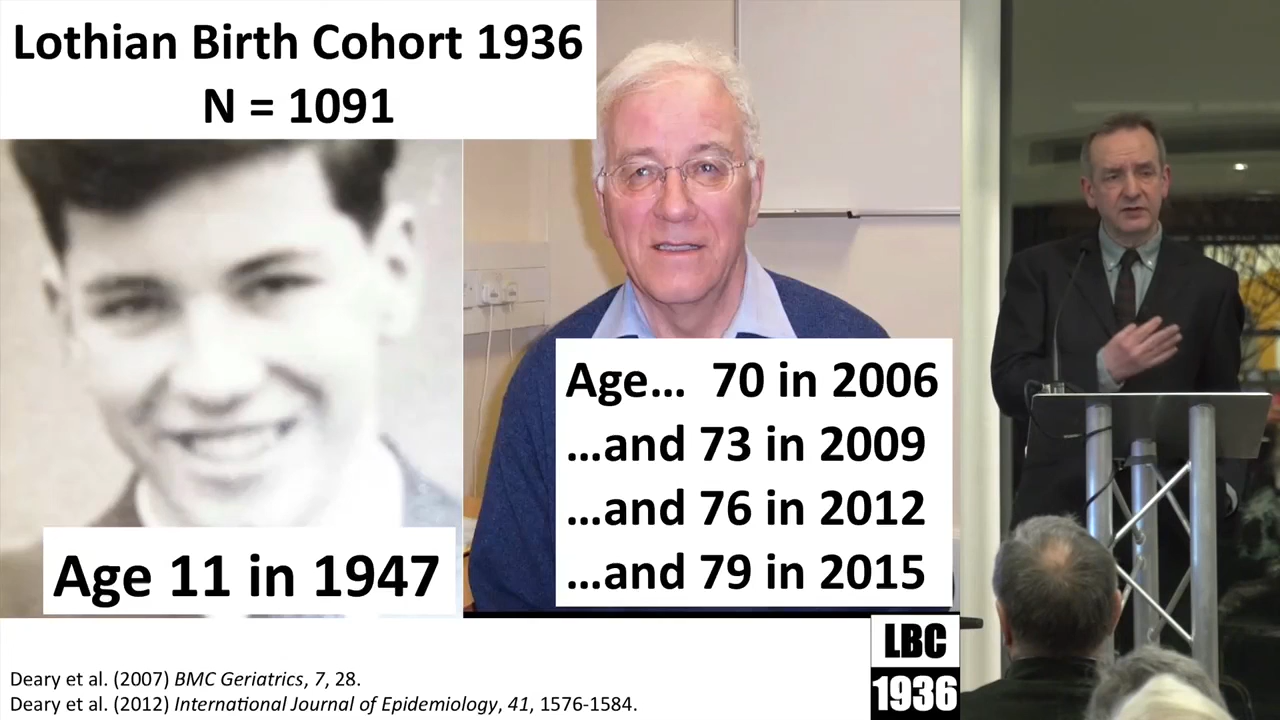 Lothian Birth Cohort 1936
N = 1091
Age 11 in 1947
Age… 70 in 2006
…and 73 in 2009
…and 76 in 2012
…and 79 in 2015
Deary et al. (2007) BMC Geriatrics, 7, 28.
Deary et al. (2012) International Journal of Epidemiology, 41, 1576-1584.
LBC
1936